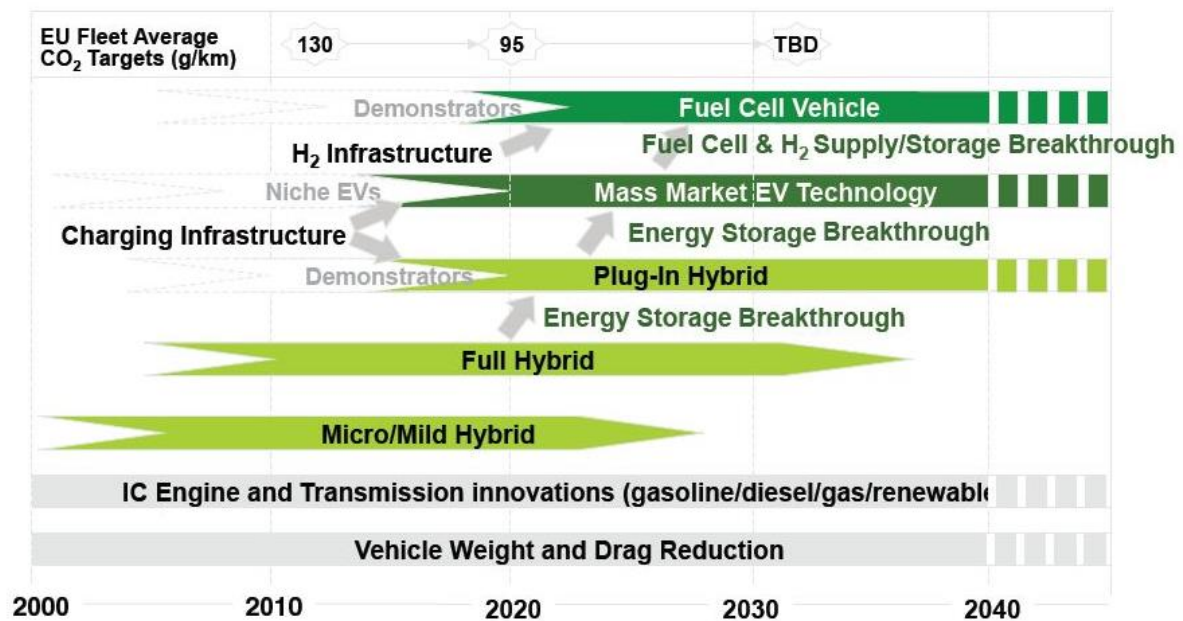 EU Fleet Average
CO₂ Targets (g/km)
130
95
TBD
Demonstrators
Fuel Cell Vehicle
Fuel Cell & H₂ Supply/Storage Breakthrough
H₂ Infrastructure
Niche EVs
Mass Market EV Technology
Charging Infrastructure
Energy Storage Breakthrough
Demonstrators
Plug-In Hybrid
Energy Storage Breakthrough
Full Hybrid
Micro/Mild Hybrid
IC Engine and Transmission innovations (gasoline/diesel/gas/renewable
Vehicle Weight and Drag Reduction
2000
2010
2020
2030
2040